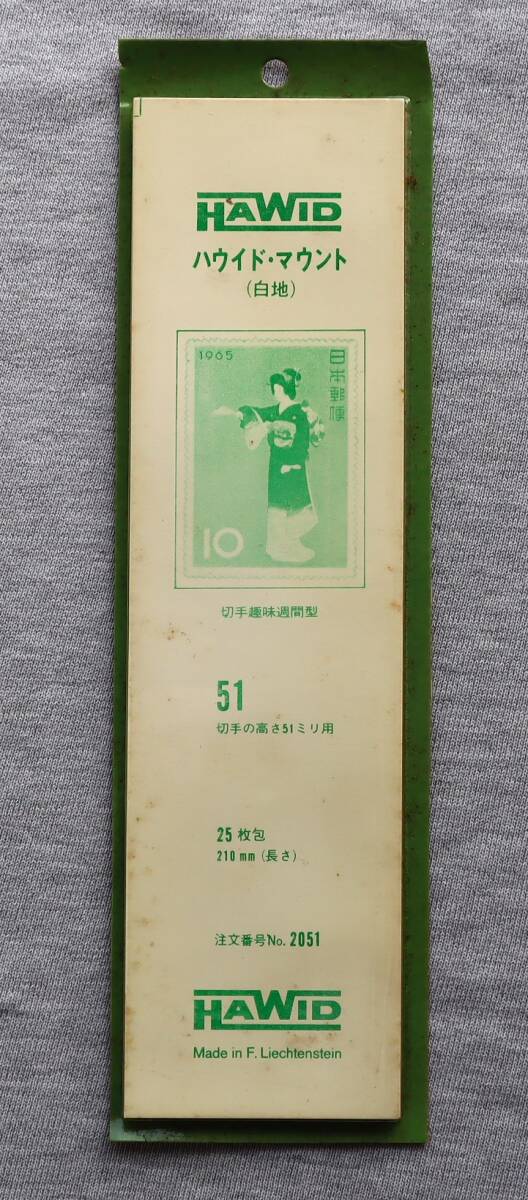 HAWID
ハウイド・マウント
(白地)
1965
日本郵便
10
切手趣味週間型
51
切手の高さ51ミリ用
25枚包
210mm(長さ)
注文番号No. 2051
HAWID
Made in F. Liechtenstein